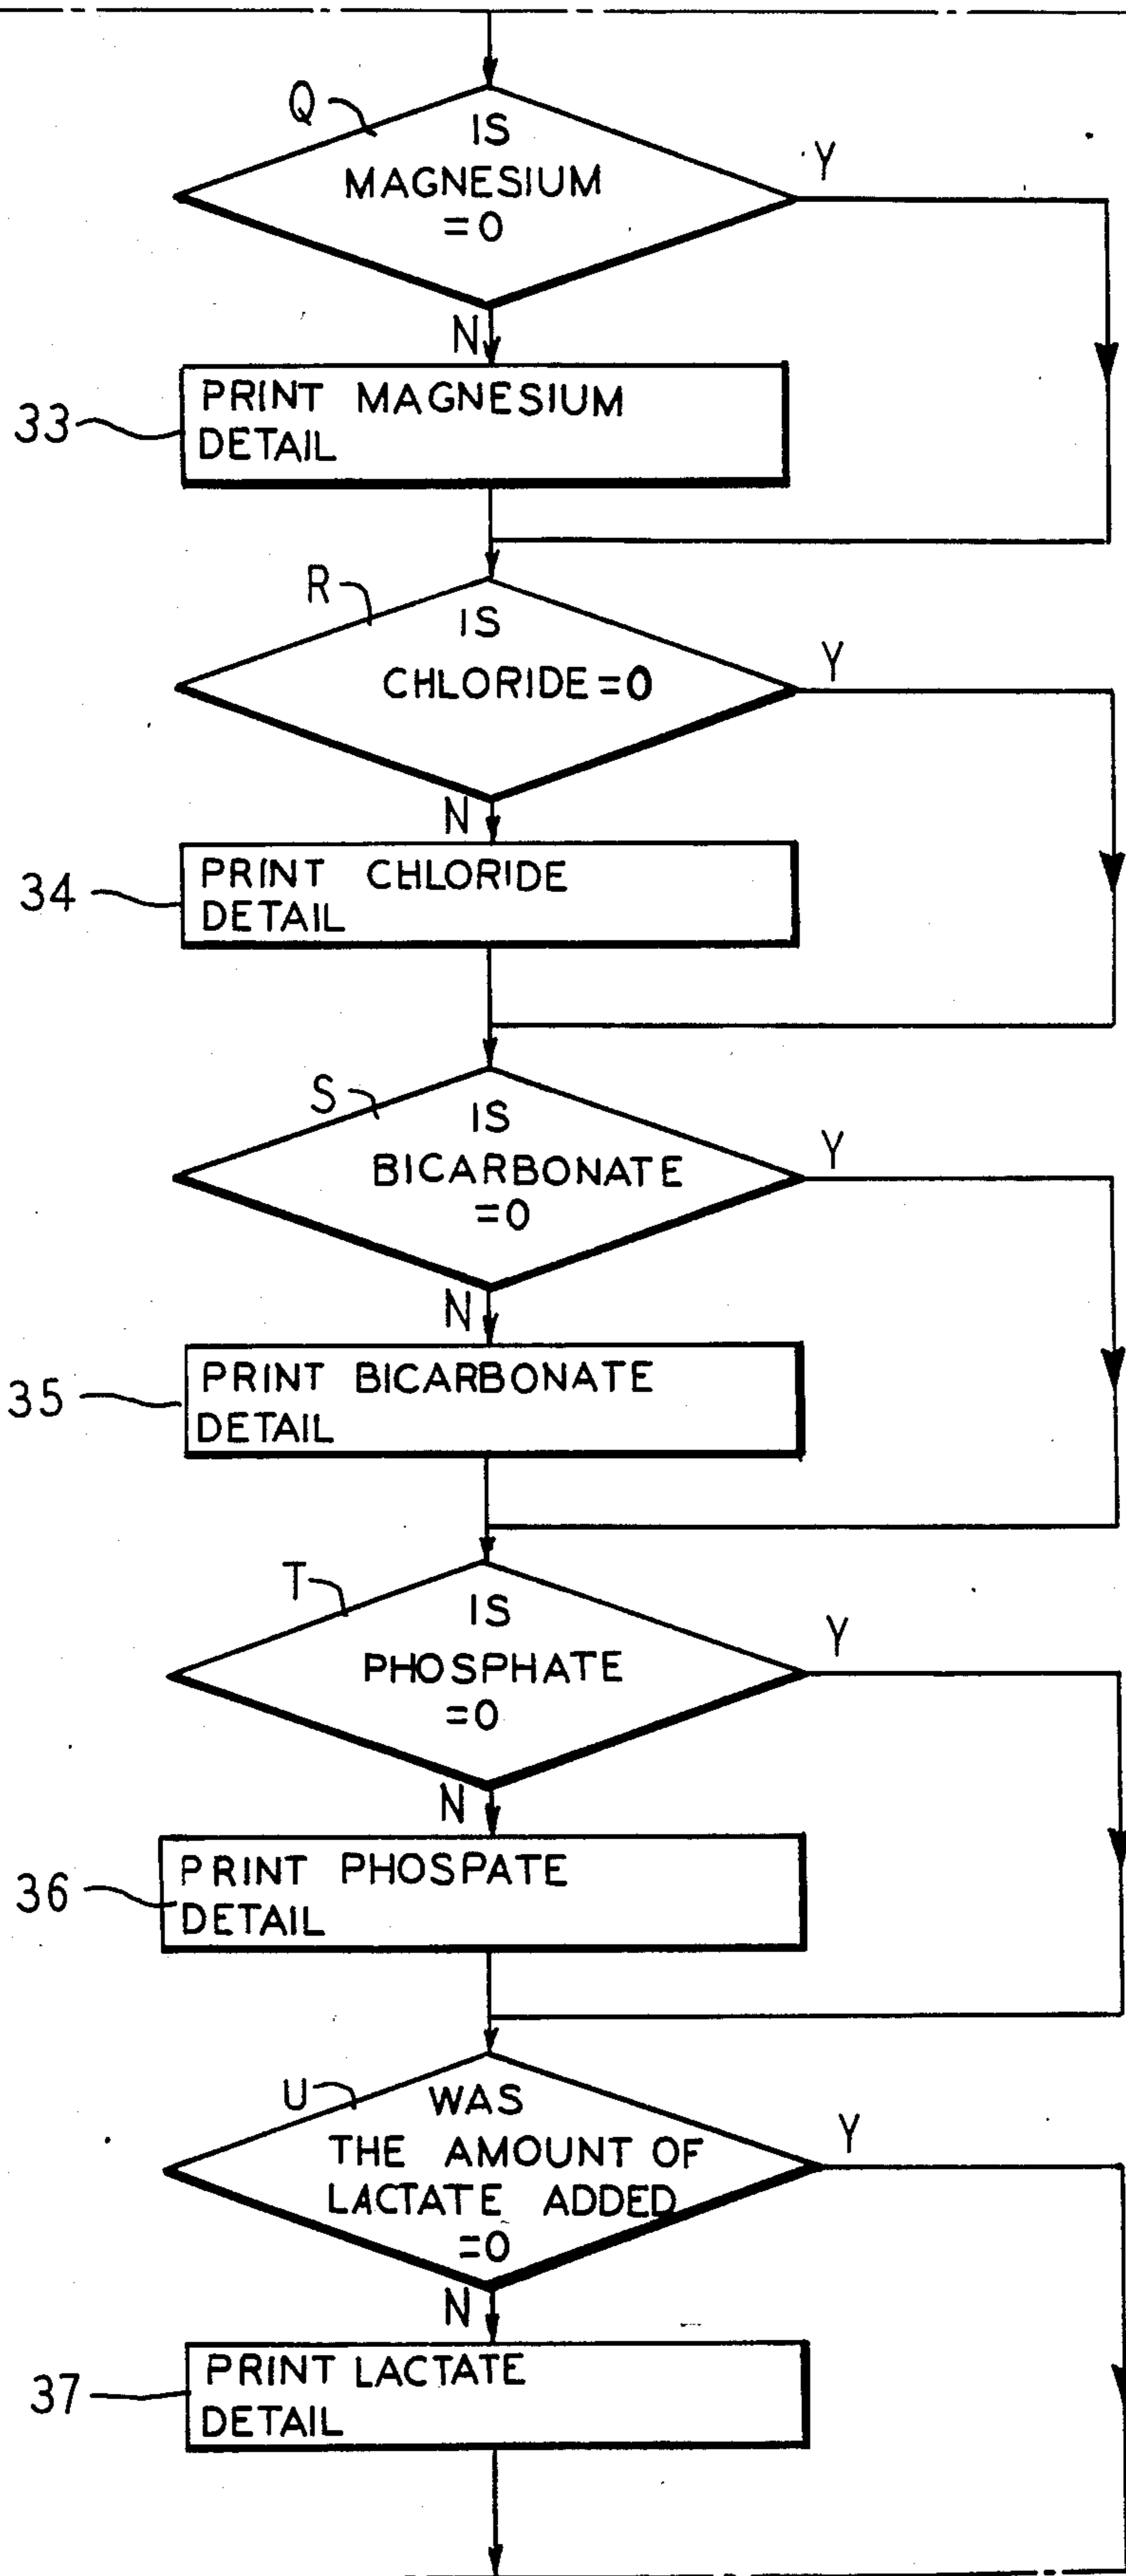 Q
IS
MAGNESIUM
=0
Y
N
33
PRINT MAGNESIUM
DETAIL
R
IS
CHLORIDE=0
Y
N
34
PRINT CHLORIDE
DETAIL
S
IS
BICARBONATE
=0
Y
N
35
PRINT BICARBONATE
DETAIL
T
IS
PHOSPHATE
=0
Y
N
36
PRINT PHOSPATE
DETAIL
U
WAS
THE AMOUNT OF
LACTATE ADDED
=0
Y
N
37
PRINT LACTATE
DETAIL